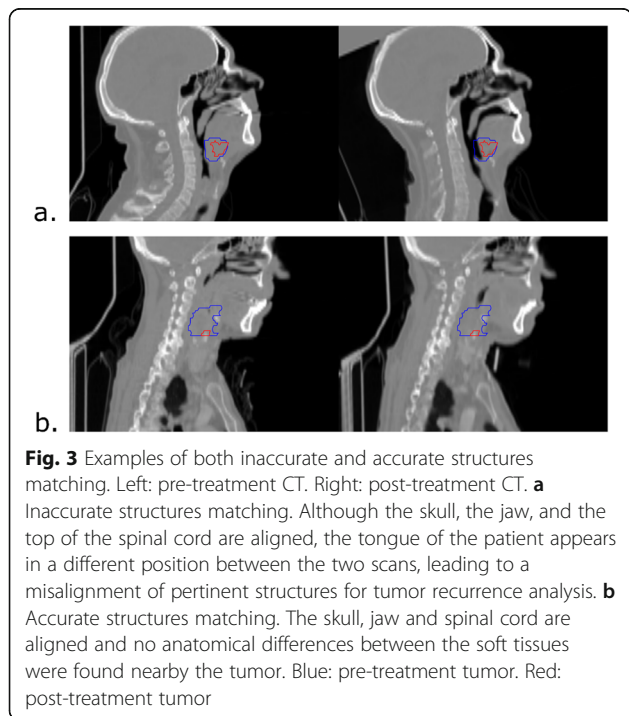 a.
b.
Fig. 3 Examples of both inaccurate and accurate structures
matching. Left: pre-treatment CT. Right: post-treatment CT. a
Inaccurate structures matching. Although the skull, the jaw, and the
top of the spinal cord are aligned, the tongue of the patient appears
in a different position between the two scans, leading to a
misalignment of pertinent structures for tumor recurrence analysis. b
Accurate structures matching. The skull, jaw and spinal cord are
aligned and no anatomical differences between the soft tissues
were found nearby the tumor. Blue: pre-treatment tumor. Red:
post-treatment tumor